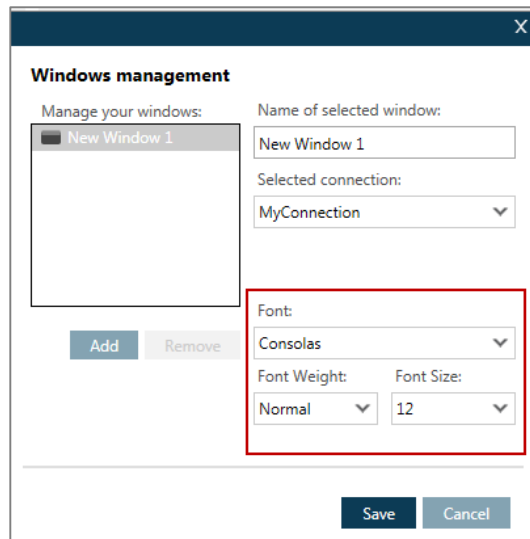 X
Windows management
Manage your windows:
New Window 1
Add
Remove
Name of selected window:
New Window 1
Selected connection:
MyConnection
Font:
Consolas
Font Weight: Font Size:
Normal 12
Save Cancel